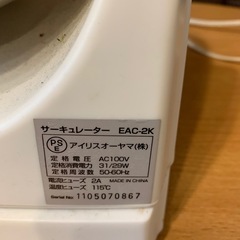 サーキュレーター EAC-2K
PSE アイリスオーヤマ(株)
定格電圧 AC100V
定格消費電力 31/29W
定格周波数 50-60Hz
電流ヒューズ 2A MADE IN CHINA
温度ヒューズ 115℃
Serial No 1105070867